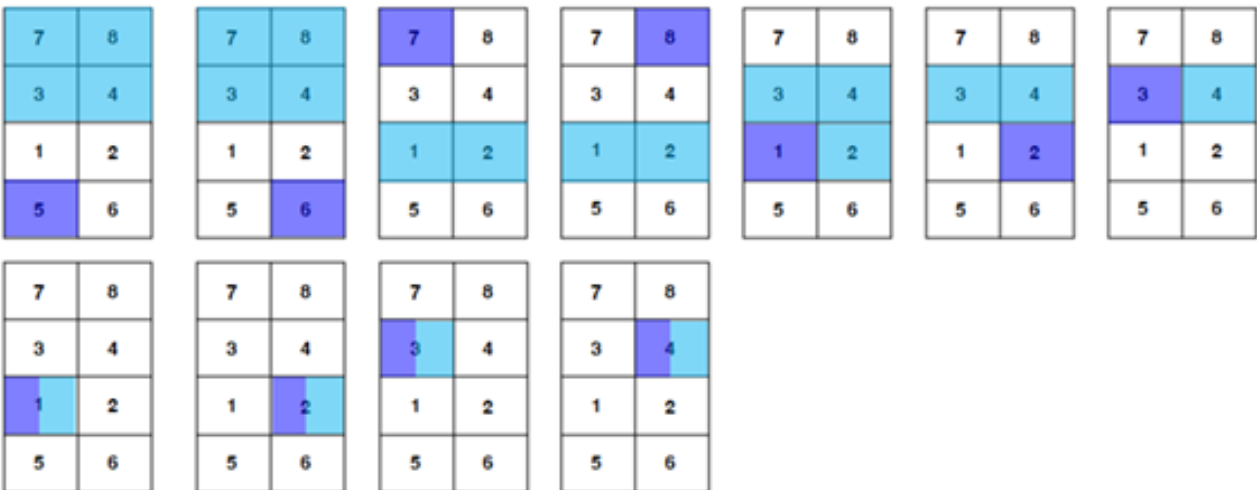 7 8 7 8 7 8 7 8 7 8 7 8 7 8
3 4 3 4 3 4 3 4 3 4 3 4 3 4
1 2 1 2 1 2 1 2 1 2 1 2 1 2
5 6 5 6 5 6 5 6 5 6 5 6 5 6
7 8 7 8 7 8 7 8
3 4 3 4 3 4 3 4
1 2 1 2 1 2 1 2
5 6 5 6 5 6 5 6